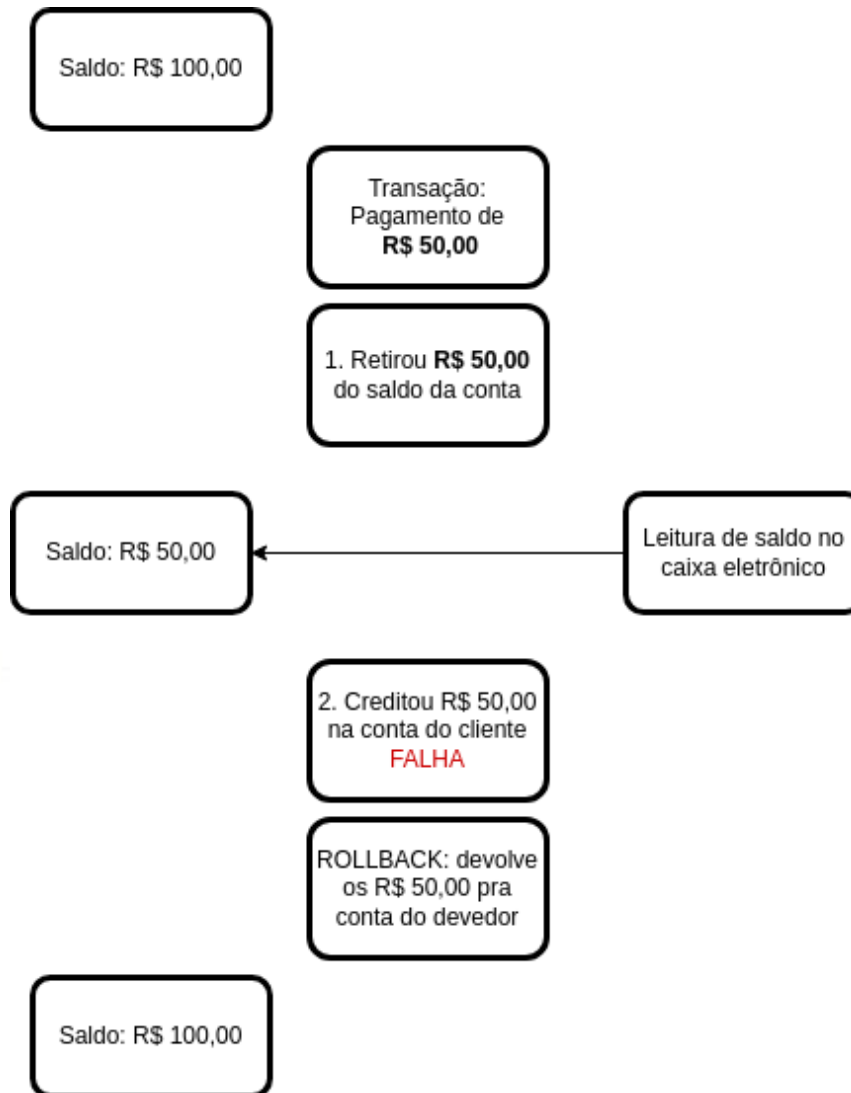 Saldo: R$ 100,00
Transação:
Pagamento de
R$ 50,00
1. Retirou R$ 50,00
do saldo da conta
Saldo: R$ 50,00
Leitura de saldo no
caixa eletrônico
2. Creditou R$ 50,00
na conta do cliente
FALHA
ROLLBACK: devolve
os R$ 50,00 pra
conta do devedor
Saldo: R$ 100,00